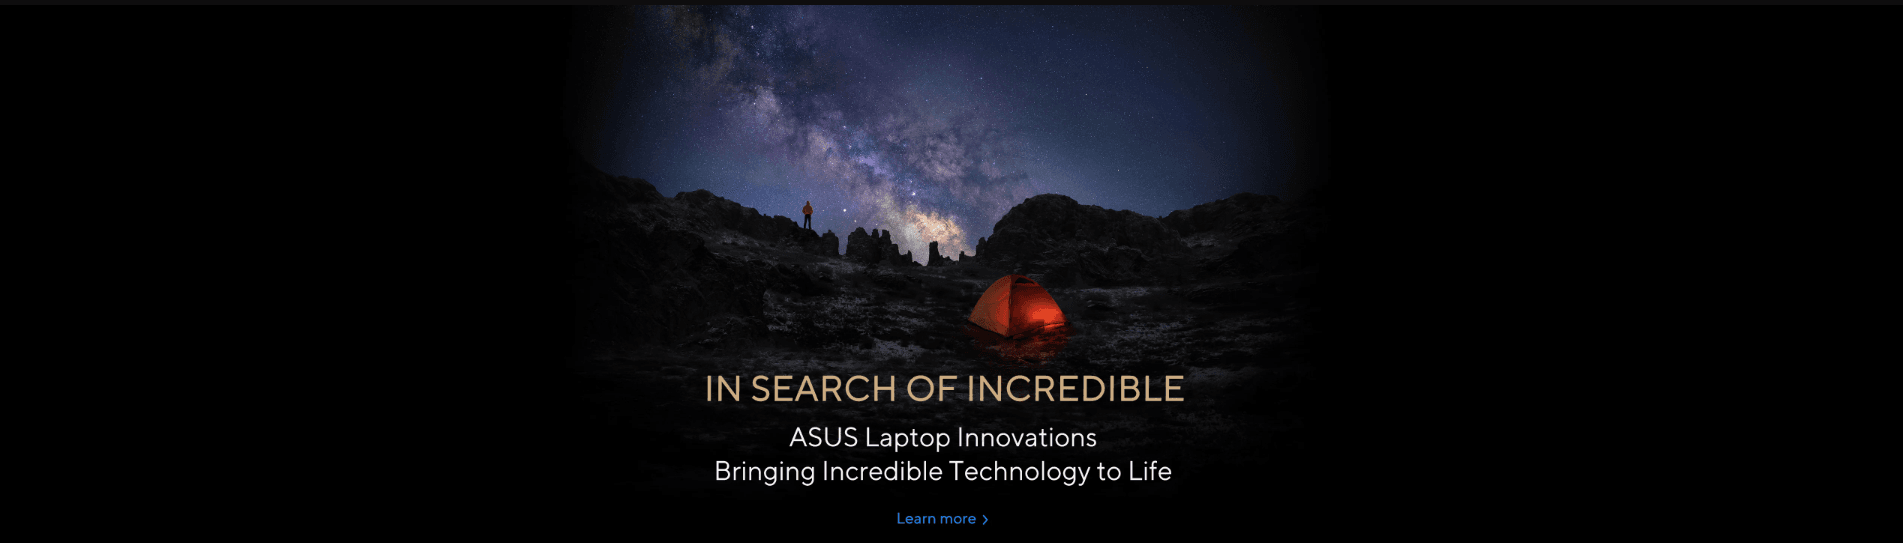 IN SEARCH OF INCREDIBLE
ASUS Laptop Innovations
Bringing Incredible Technology to Life
Learn more >